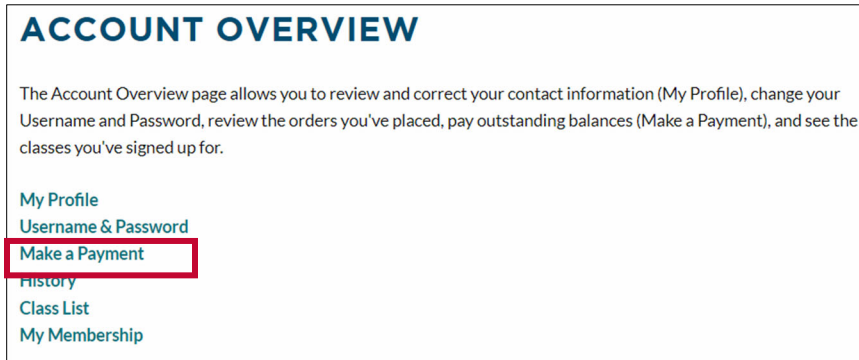 ACCOUNT OVERVIEW
The Account Overview page allows you to review and correct your contact information (My Profile), change your
Username and Password, review the orders you've placed, pay outstanding balances (Make a Payment), and see the
classes you've signed up for.
My Profile
Username & Password
Make a Payment
History
Class List
My Membership